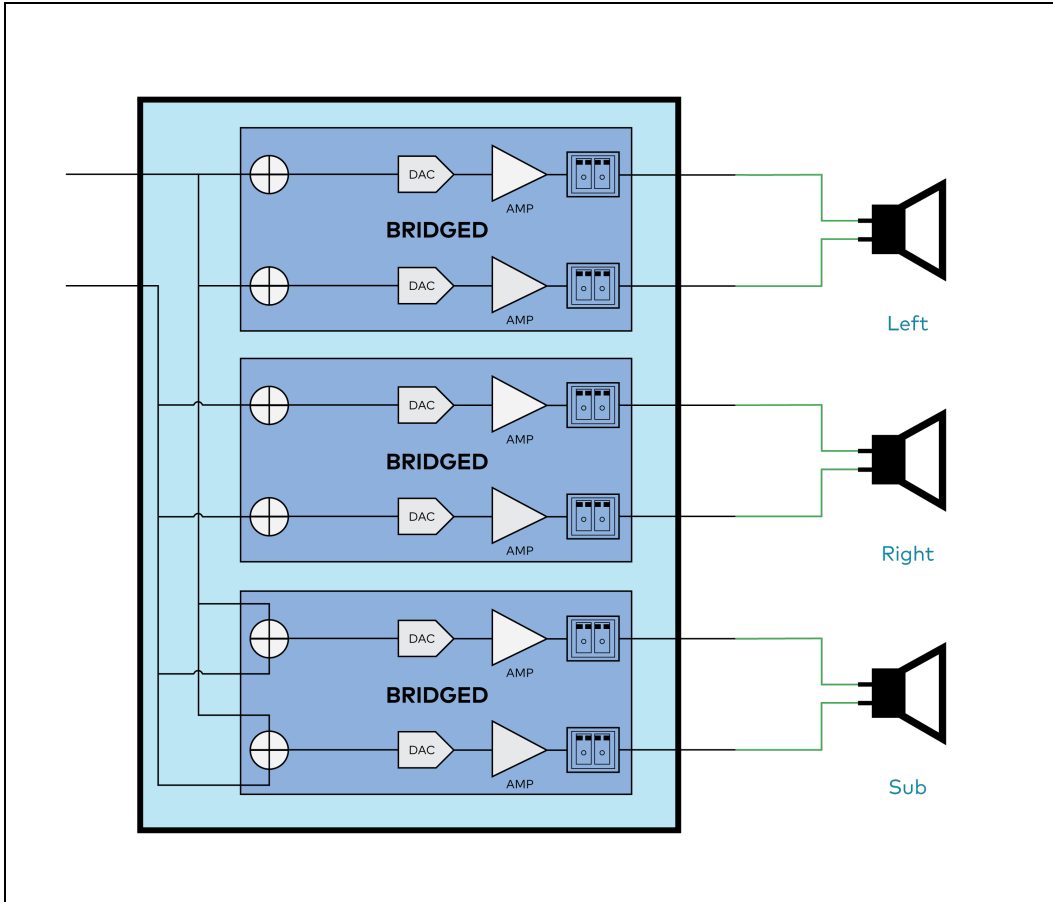 DAC
AMP
BRIDGED
DAC
AMP
Left
DAC
AMP
BRIDGED
DAC
AMP
Right
DAC
AMP
BRIDGED
DAC
AMP
Sub